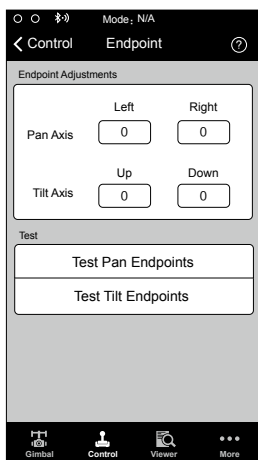 Mode: N/A
Control Endpoint ?
Endpoint Adjustments
Left Right
Pan Axis 0 0
Up Down
Tilt Axis 0 0
Test
Test Pan Endpoints
Test Tilt Endpoints
Gimbal Control Viewer More